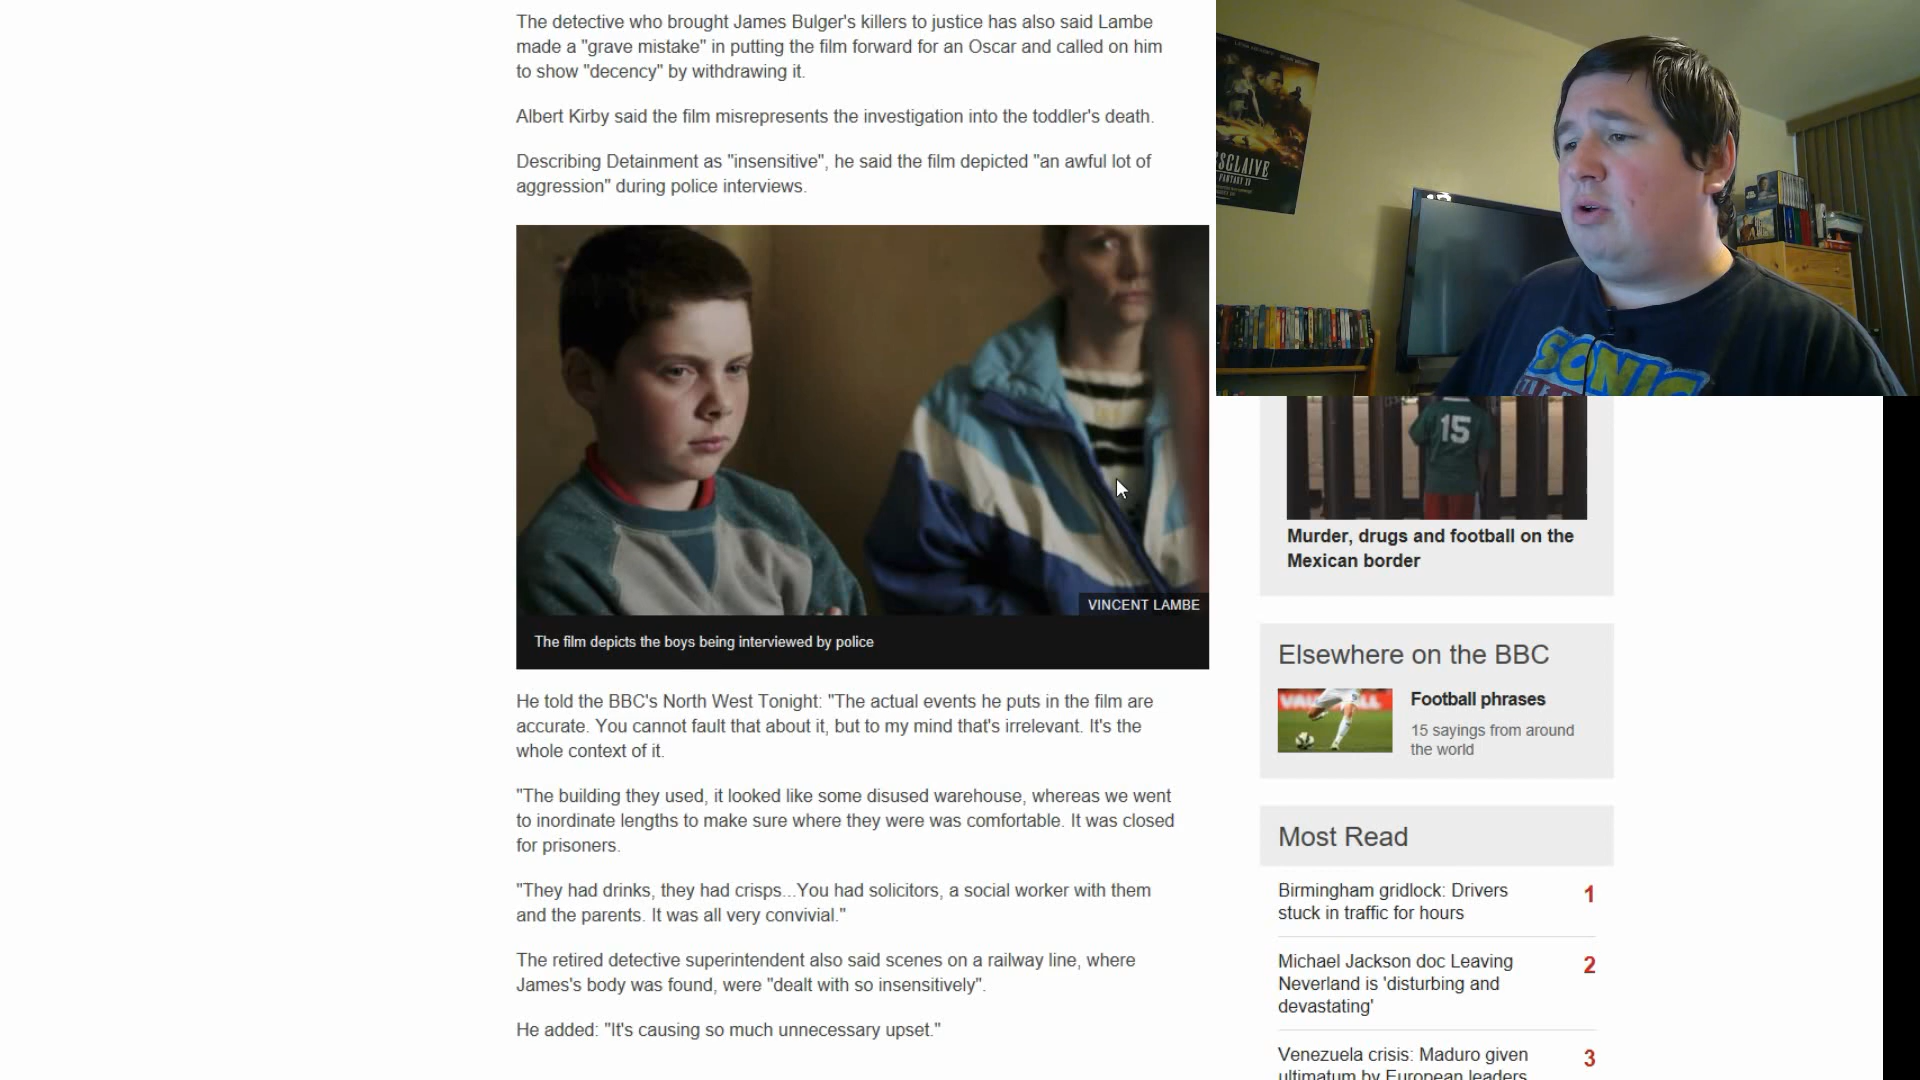 The detective who brought James Bulger's killers to justice has also said Lambe
made a "grave mistake" in putting the film forward for an Oscar and called on him
to show "decency" by withdrawing it.
Albert Kirby said the film misrepresents the investigation into the toddler's death.
Describing Detainment as "insensitive", he said the film depicted "an awful lot of
aggression" during police interviews.
VINCENT LAMBE
The film depicts the boys being interviewed by police
He told the BBC's North West Tonight: "The actual events he puts in the film are
accurate. You cannot fault that about it, but to my mind that's irrelevant. It's the
whole context of it.
"The building they used, it looked like some disused warehouse, whereas we went
to inordinate lengths to make sure where they were was comfortable. It was closed
for prisoners.
"They had drinks, they had crisps...You had solicitors, a social worker with them
and the parents. It was all very convivial."
The retired detective superintendent also said scenes on a railway line, where
James's body was found, were "dealt with so insensitively".
He added: "It's causing so much unnecessary upset."
SGLAIVE
SONIC
15
Murder, drugs and football on the
Mexican border
Elsewhere on the BBC
Football phrases
15 sayings from around
the world
Most Read
Birmingham gridlock: Drivers
stuck in traffic for hours
1
Michael Jackson doc Leaving
Neverland is 'disturbing and
devastating'
2
Venezuela crisis: Maduro given
ultimatum by European leaders
3